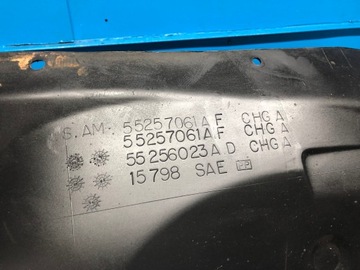 S.AM. 55257061AF CHG A
55257061AF CHG A
55256023AD CHG A
15798 SAE